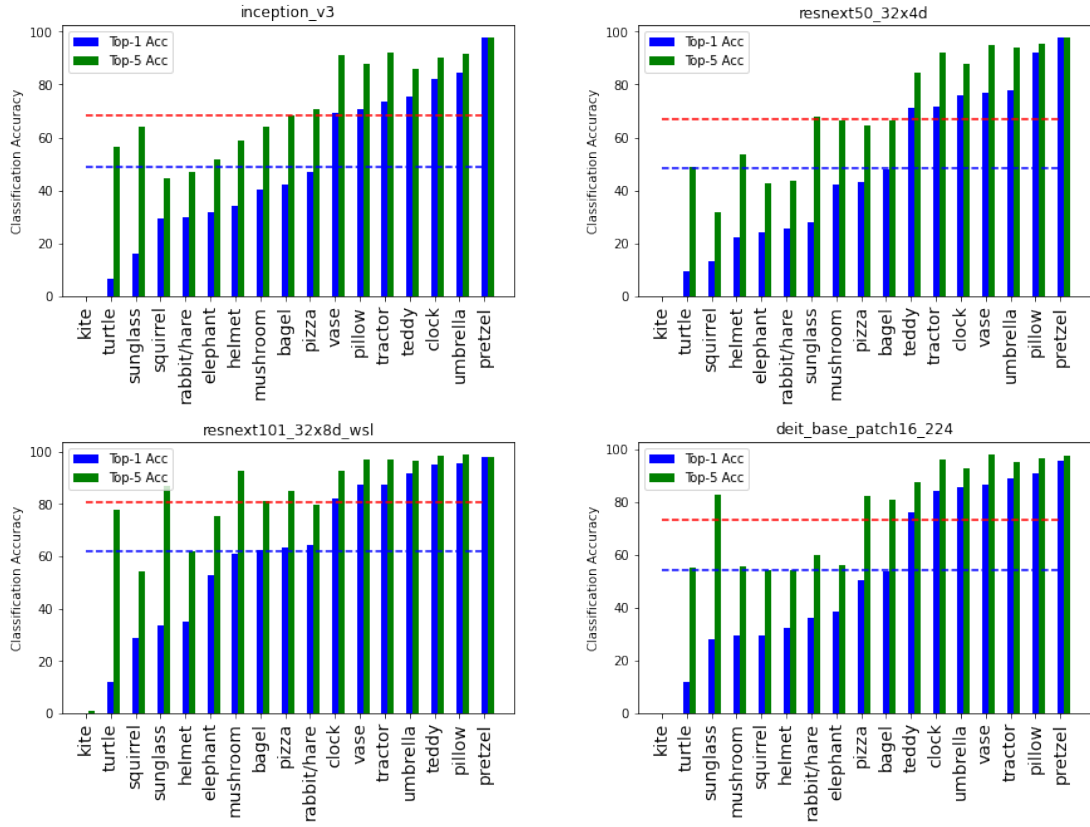 inception_v3
Top-1 Acc
Top-5 Acc
Classification Accuracy
100
80
60
40
20
0
kite
turtle
sunglass
squirrel
rabbit/hare
elephant
helmet
mushroom
bagel
pizza
vase
pillow
tractor
teddy
clock
umbrella
pretzel
resnext50_32x4d
Top-1 Acc
Top-5 Acc
Classification Accuracy
100
80
60
40
20
0
kite
turtle
squirrel
helmet
elephant
rabbit/hare
sunglass
mushroom
pizza
bagel
teddy
tractor
clock
vase
umbrella
pillow
pretzel
resnext101_32x8d_wsl
Top-1 Acc
Top-5 Acc
Classification Accuracy
100
80
60
40
20
0
kite
turtle
squirrel
sunglass
helmet
elephant
mushroom
bagel
pizza
rabbit/hare
clock
vase
tractor
umbrella
teddy
pillow
pretzel
deit_base_patch16_224
Top-1 Acc
Top-5 Acc
Classification Accuracy
100
80
60
40
20
0
kite
turtle
sunglass
mushroom
squirrel
helmet
rabbit/hare
elephant
pizza
bagel
teddy
clock
umbrella
vase
tractor
pillow
pretzel